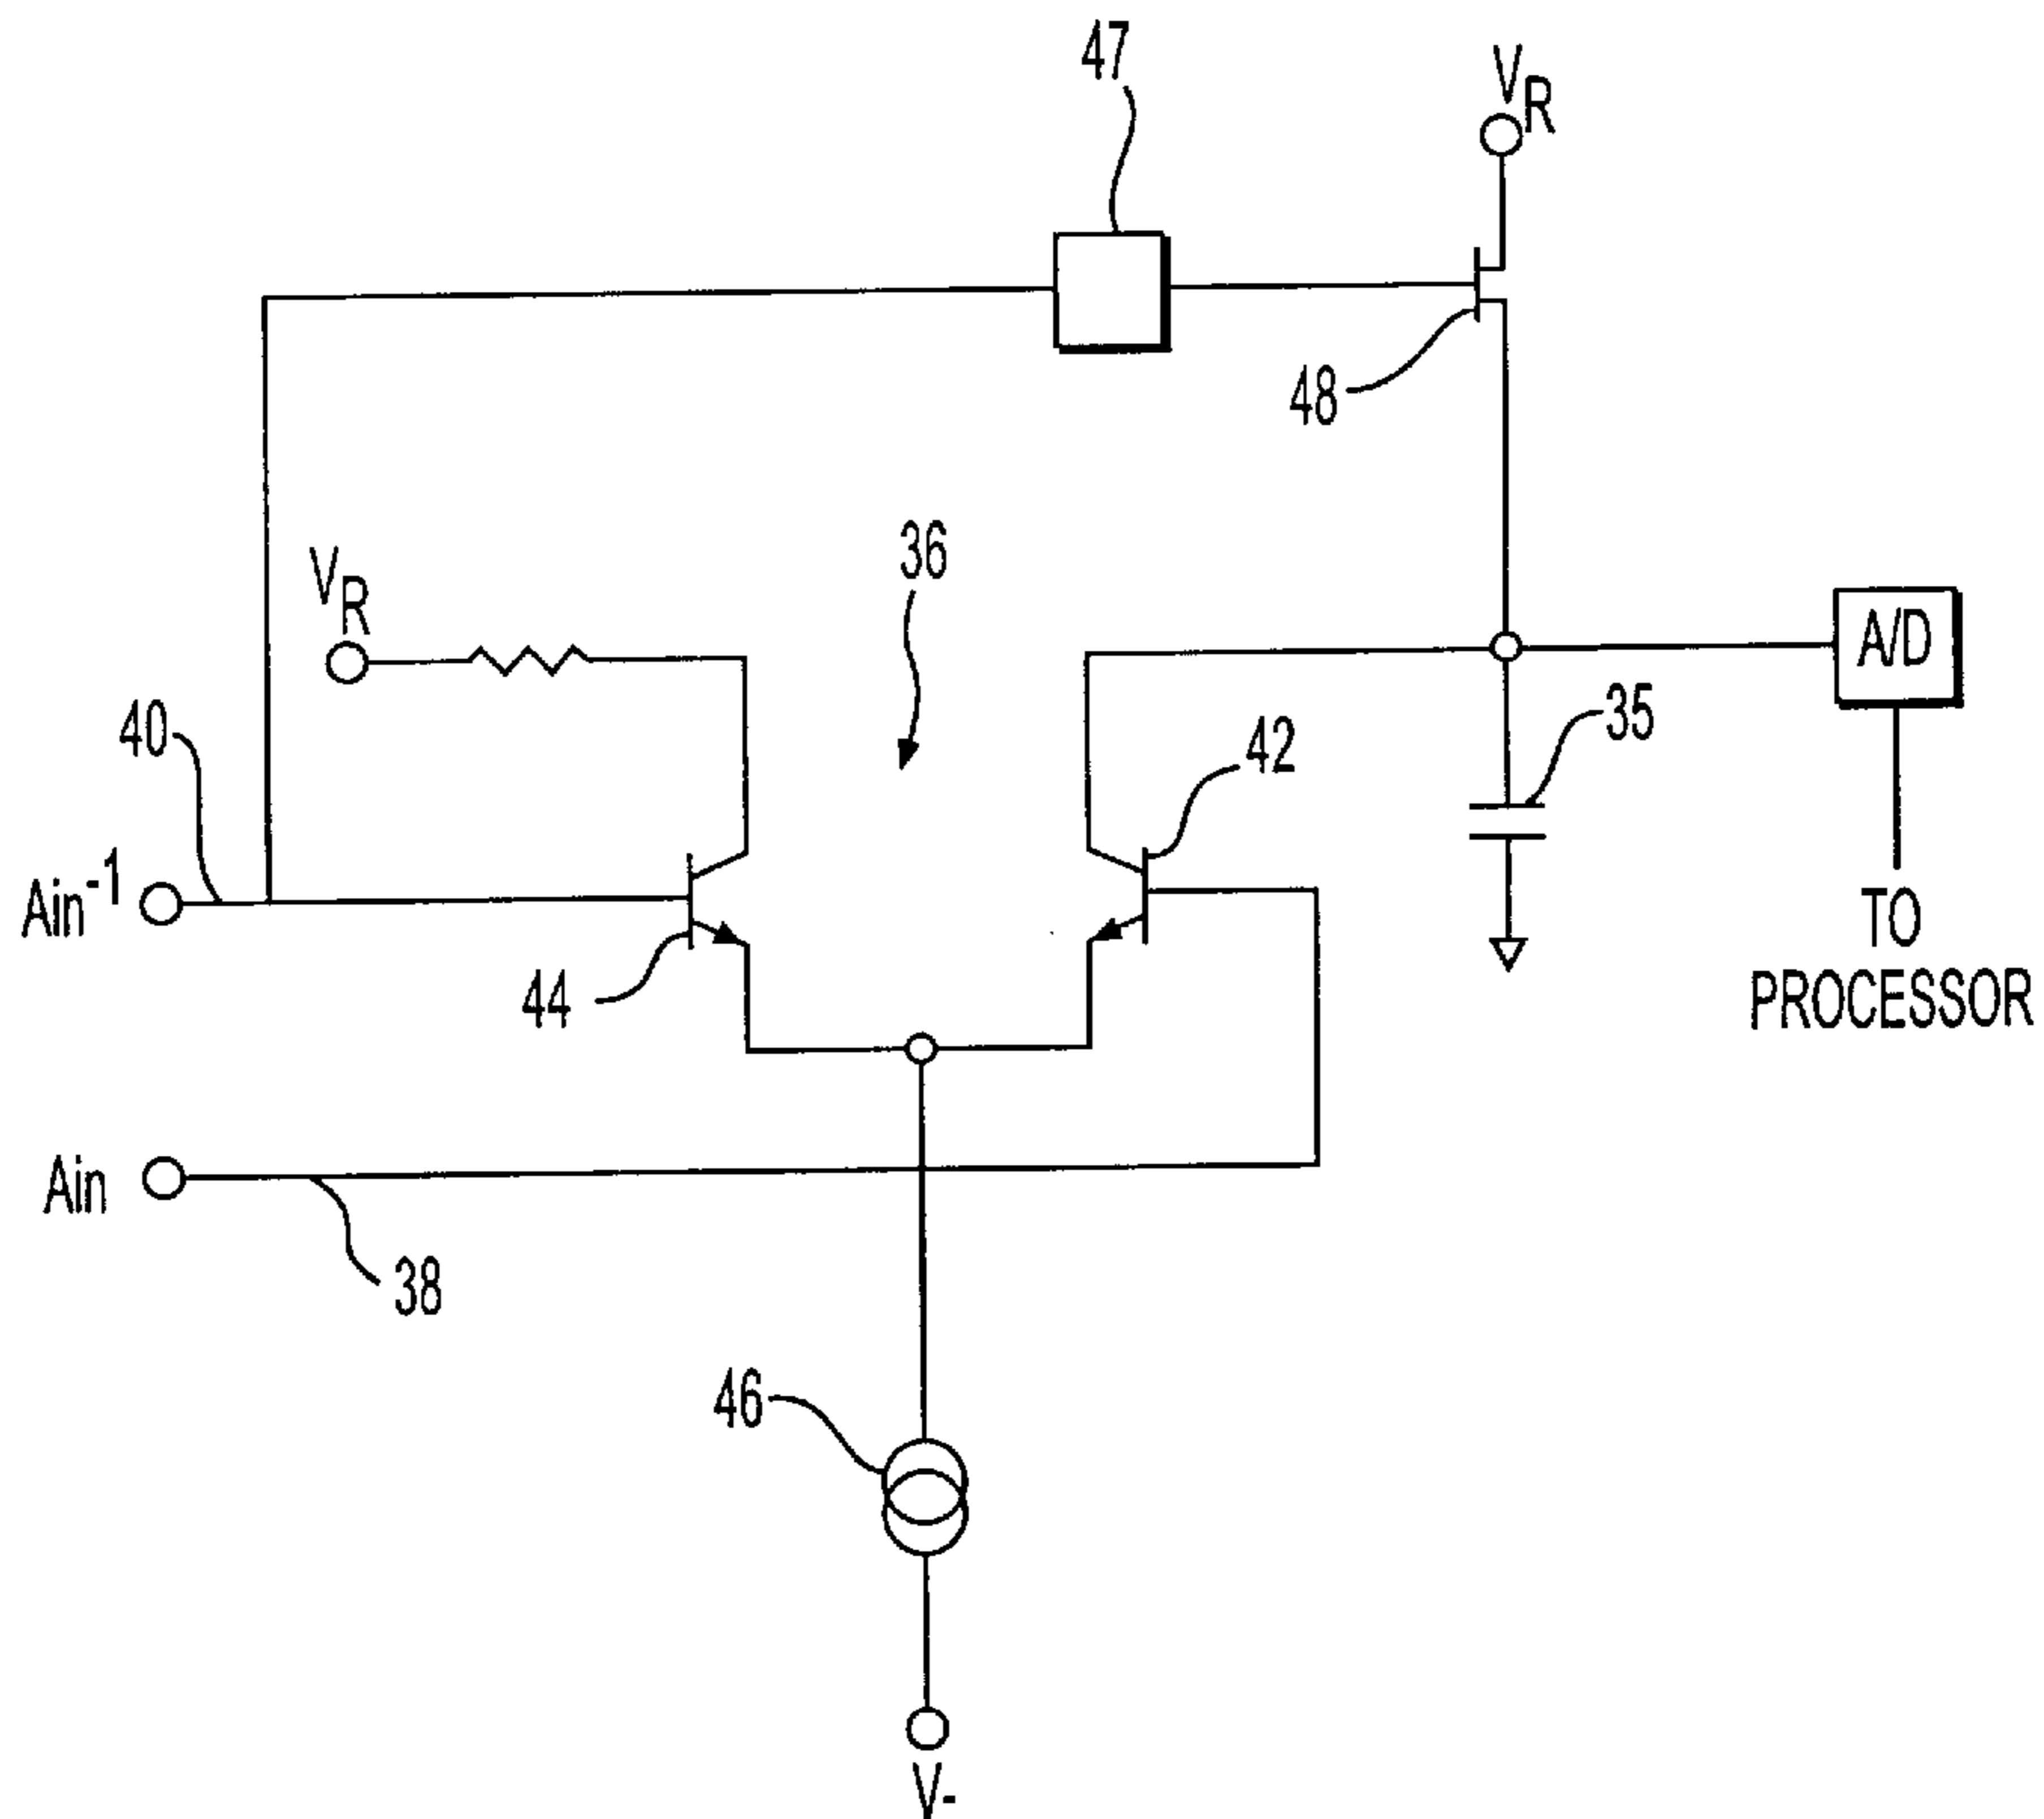 47
VR
48
36
VR
A/D
35
40
42
Ain-1
44
TO
PROCESSOR
Ain
38
46
V-